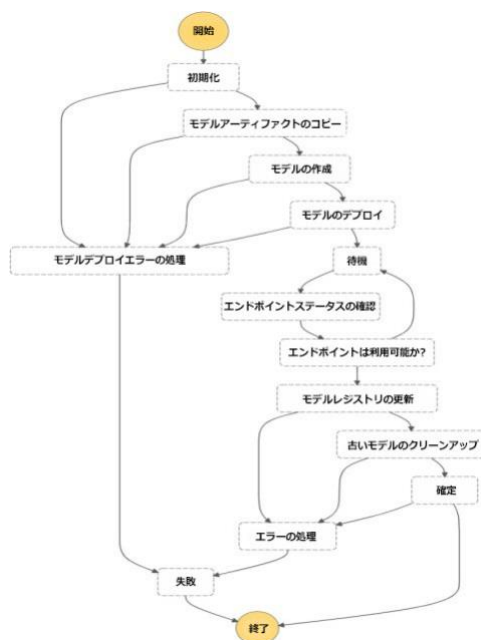 開始
初期化
モデルアーティファクトのコピー
モデルの作成
モデルのデプロイ
モデルデプロイエラーの処理
待機
エンドポイントステータスの確認
エンドポイントは利用可能か?
モデルレジストリの更新
古いモデルのクリーンアップ
確定
エラーの処理
失敗
終了